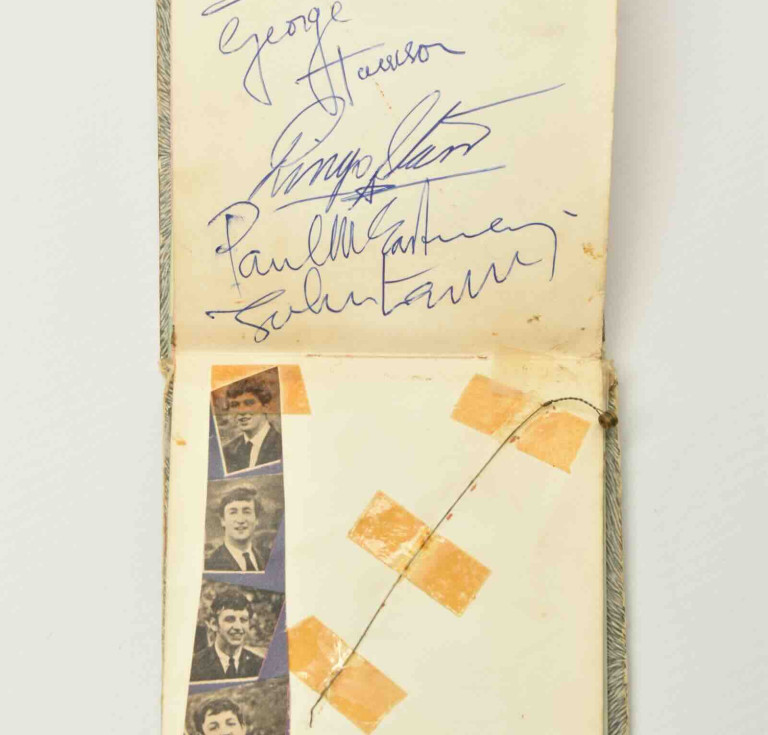 George
Harrison
Ringo Starr
Paul McCartney
John Lennon